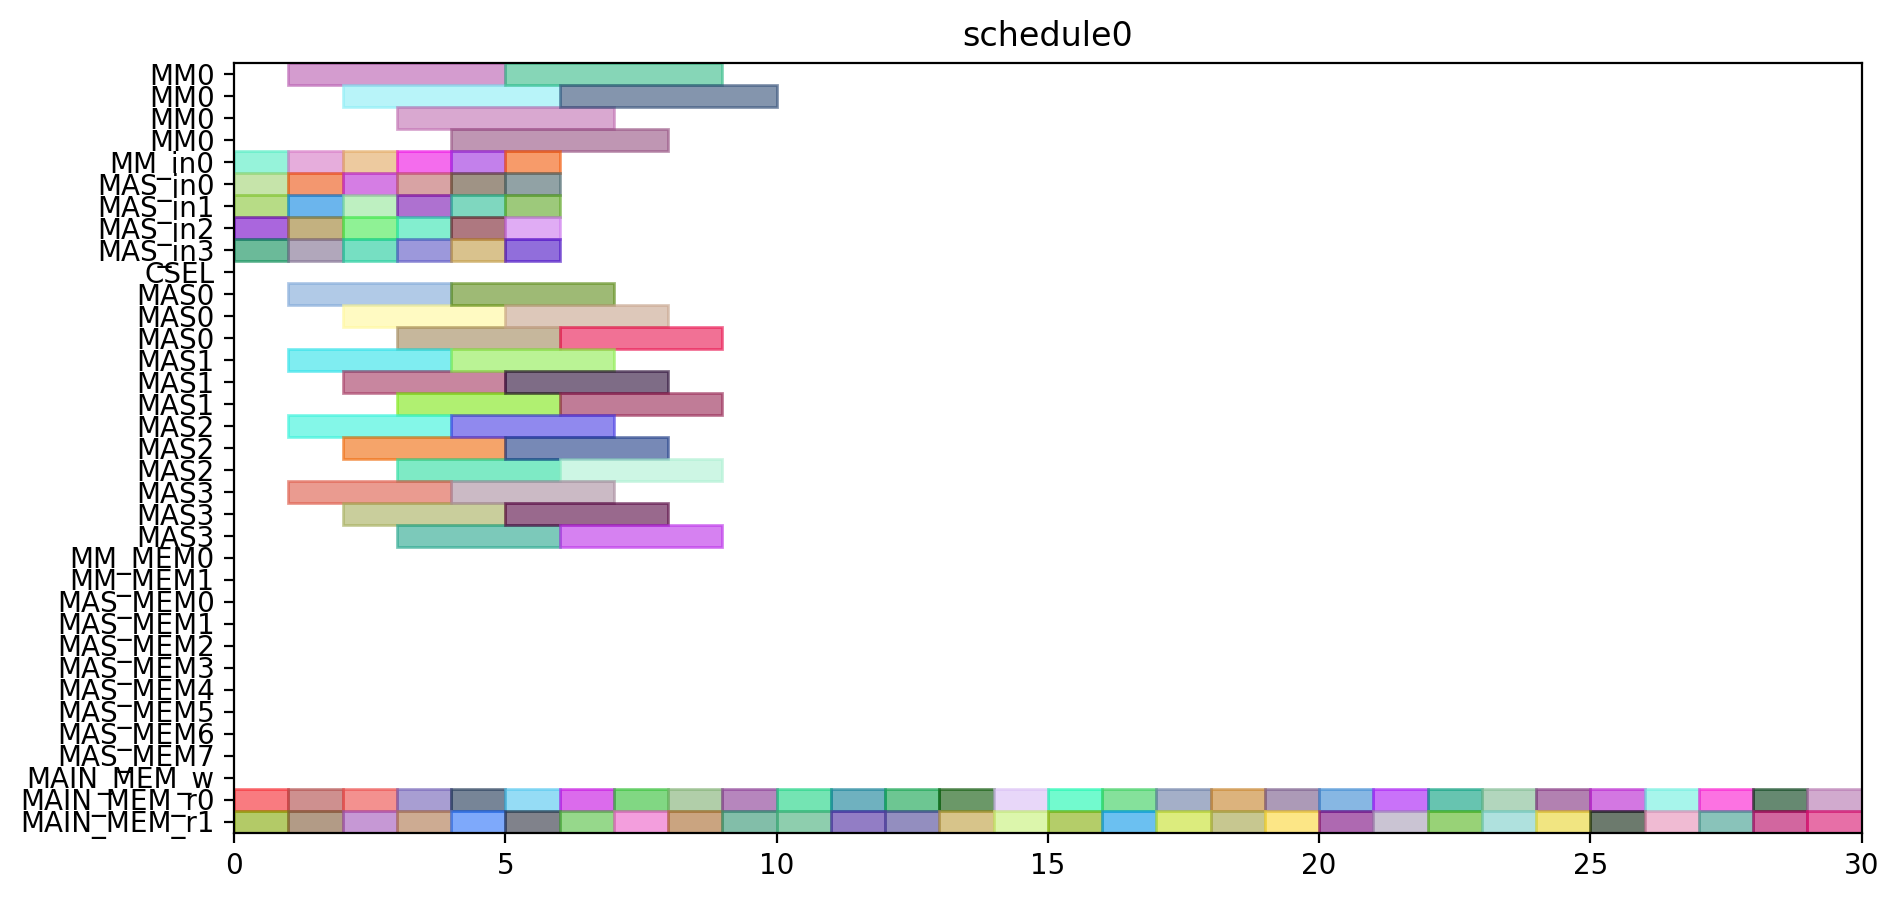 schedule0
MM0
MM0
MM0
MM0
MM_in0
MAS_in0
MAS_in1
MAS_in2
MAS_in3
CSEL
MAS0
MAS0
MAS0
MAS1
MAS1
MAS1
MAS2
MAS2
MAS2
MAS3
MAS3
MAS3
MM_MEM0
MM_MEM1
MAS_MEM0
MAS_MEM1
MAS_MEM2
MAS_MEM3
MAS_MEM4
MAS_MEM5
MAS_MEM6
MAS_MEM7
MAIN_MEM_w
MAIN_MEM_r0
MAIN_MEM_r1
0 5 10 15 20 25 30